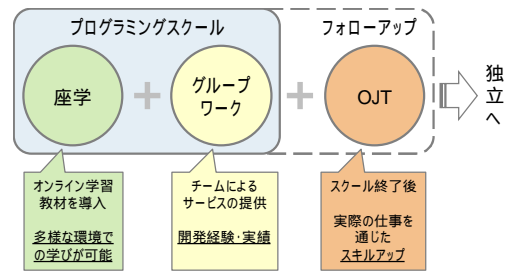 プログラミングスクール
フォローアップ
座学
+
グループ
ワーク
+
OJT
独立へ
オンライン学習
教材を導入
多様な環境で
の学びが可能
チームによる
サービスの提供
開発経験・実績
スクール終了後
実際の仕事を
通じた
スキルアップ